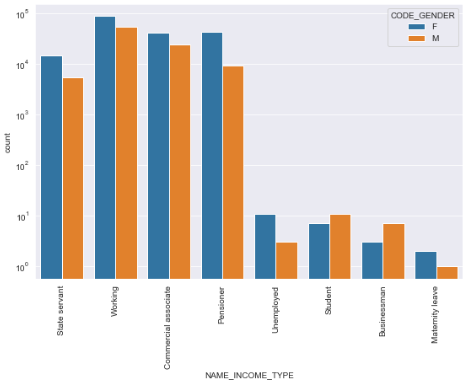 CODE_GENDER
F
M
10^5
10^4
10^3
10^2
10^1
10^0
count
State servant
Working
Commercial associate
Pensioner
Unemployed
Student
Businessman
Maternity leave
NAME_INCOME_TYPE